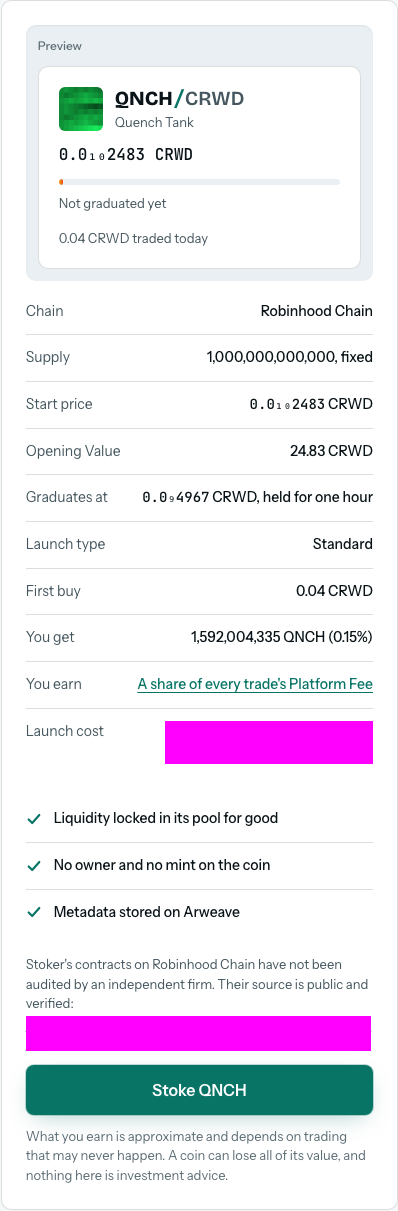 Preview
QNCH/CRWD
Quench Tank
0.0₁₀2483 CRWD
Not graduated yet
0.04 CRWD traded today
Chain Robinhood Chain
Supply 1,000,000,000,000, fixed
Start price 0.0₁₀2483 CRWD
Opening Value 24.83 CRWD
Graduates at 0.0₉4967 CRWD, held for one hour
Launch type Standard
First buy 0.04 CRWD
You get 1,592,004,335 QNCH (0.15%)
You earn A share of every trade's Platform Fee
Launch cost
Liquidity locked in its pool for good
No owner and no mint on the coin
Metadata stored on Arweave
Stoker's contracts on Robinhood Chain have not been
audited by an independent firm. Their source is public and
verified:
Stoke QNCH
What you earn is approximate and depends on trading
that may never happen. A coin can lose all of its value, and
nothing here is investment advice.